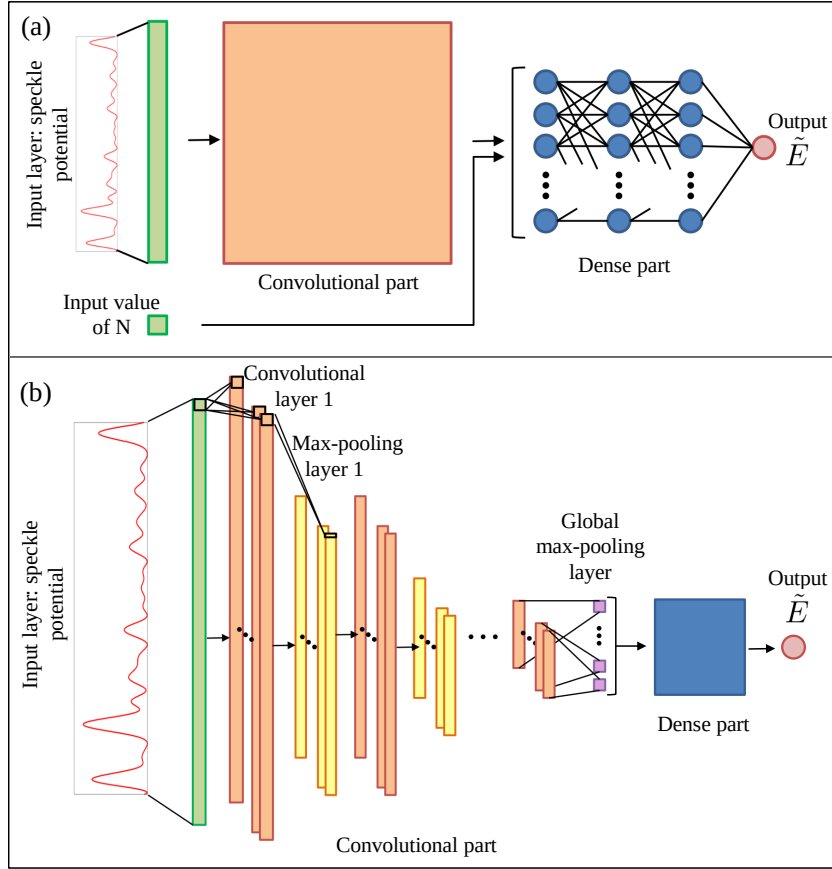 (a)
Input layer: speckle
potential
Convolutional part
Dense part
Output
Ẽ
Input value
of N
(b)
Convolutional
layer 1
Max-pooling
layer 1
Input layer: speckle
potential
Global
max-pooling
layer
Output
Ẽ
Dense part
Convolutional part